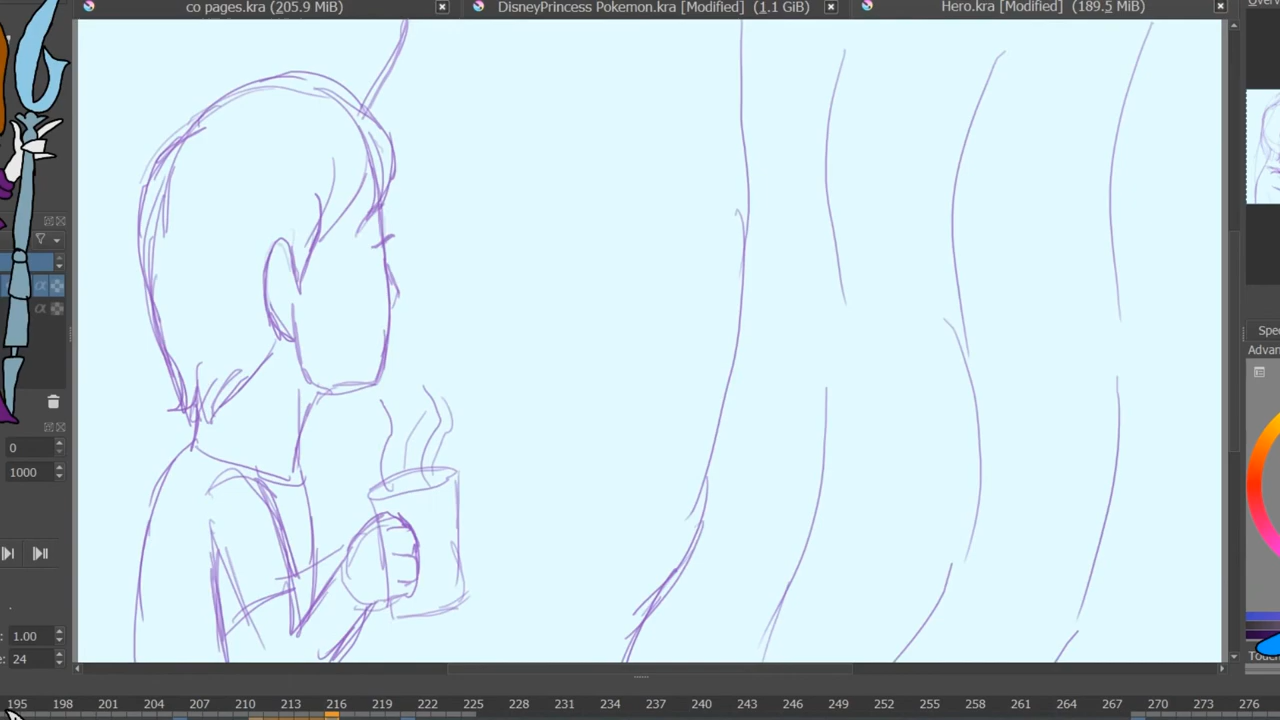 co pages.kra (205.9 MiB)
DisneyPrincess Pokemon.kra [Modified] (1.1 GiB)
Hero.kra [Modified] (189.5 MiB)
Spe
Advan
0
1000
1.00
24
Touch
195 198 201 204 207 210 213 216 219 222 225 228 231 234 237 240 243 246 249 252 255 258 261 264 267 270 273 276